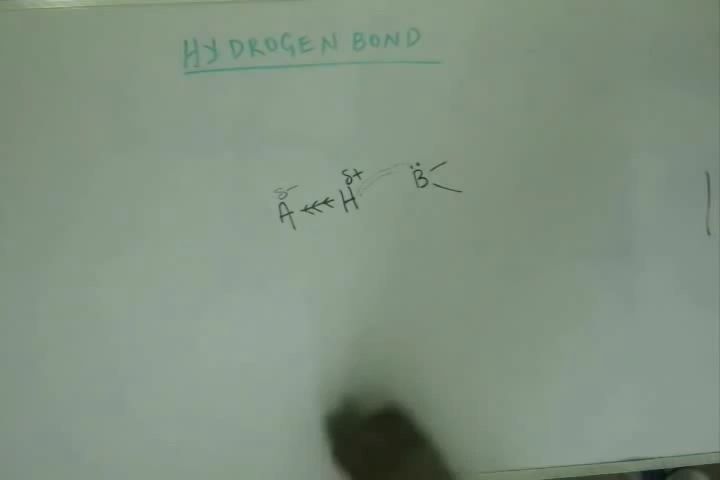 HYDROGEN BOND
δ- δ+
A H B